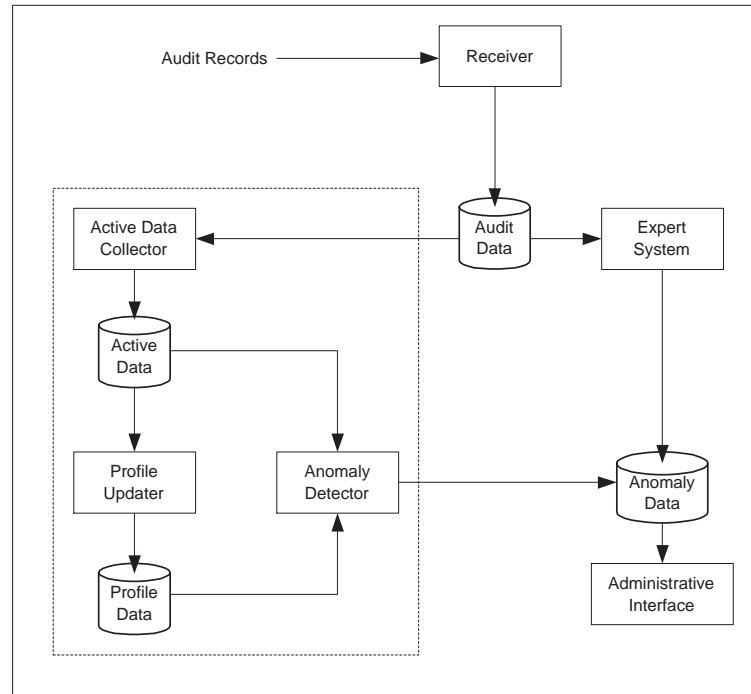 Audit Records
Receiver
Active Data
Collector
Audit
Data
Expert
System
Active
Data
Profile
Updater
Anomaly
Detector
Anomaly
Data
Profile
Data
Administrative
Interface